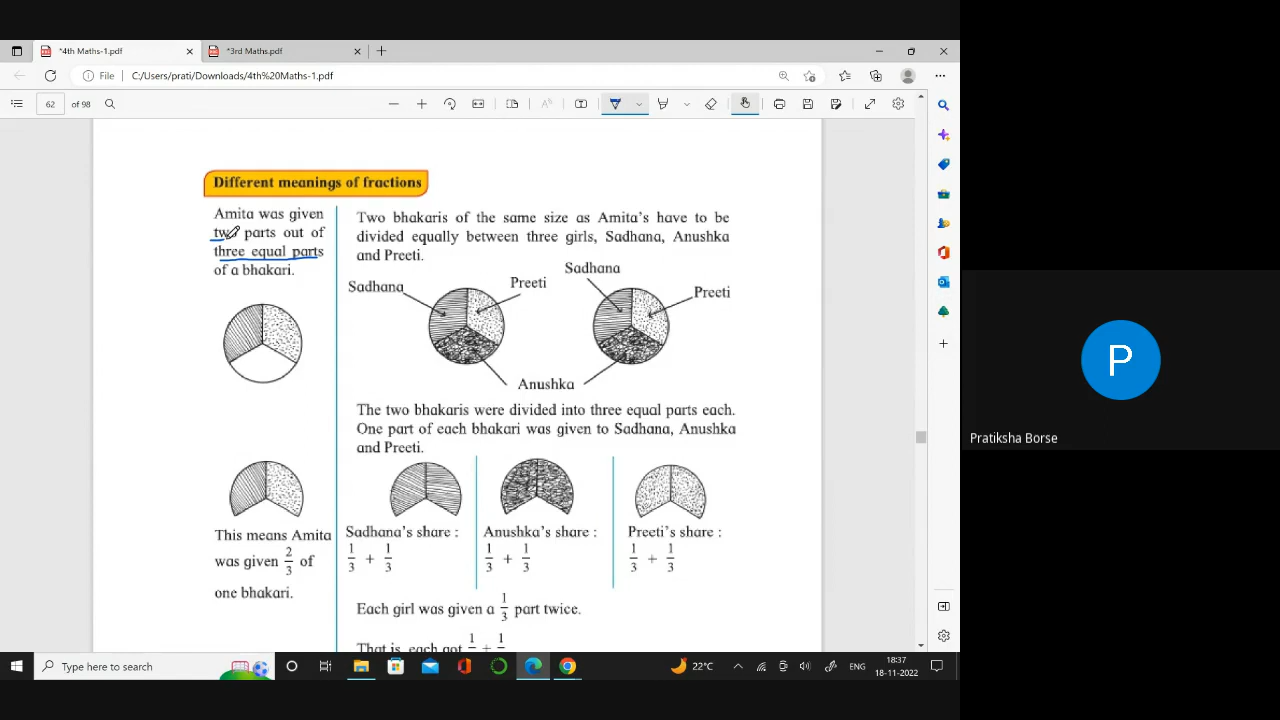 *4th Maths-1.pdf
*3rd Maths.pdf
File
C:/Users/prati/Downloads/4th%20Maths-1.pdf
62 of 98
Different meanings of fractions
Amita was given
two parts out of
three equal parts
of a bhakari.
Two bhakaris of the same size as Amita's have to be
divided equally between three girls, Sadhana, Anushka
and Preeti.
Sadhana
Preeti
Sadhana
Preeti
Anushka
The two bhakaris were divided into three equal parts each.
One part of each bhakari was given to Sadhana, Anushka
and Preeti.
This means Amita
was given 2/3 of
one bhakari.
Sadhana's share :
1/3 + 1/3
Anushka's share :
1/3 + 1/3
Preeti's share :
1/3 + 1/3
Each girl was given a 1/3 part twice.
That is, each got 1 + 1
P
Pratiksha Borse
Type here to search
22°C
ENG
18:37
18-11-2022